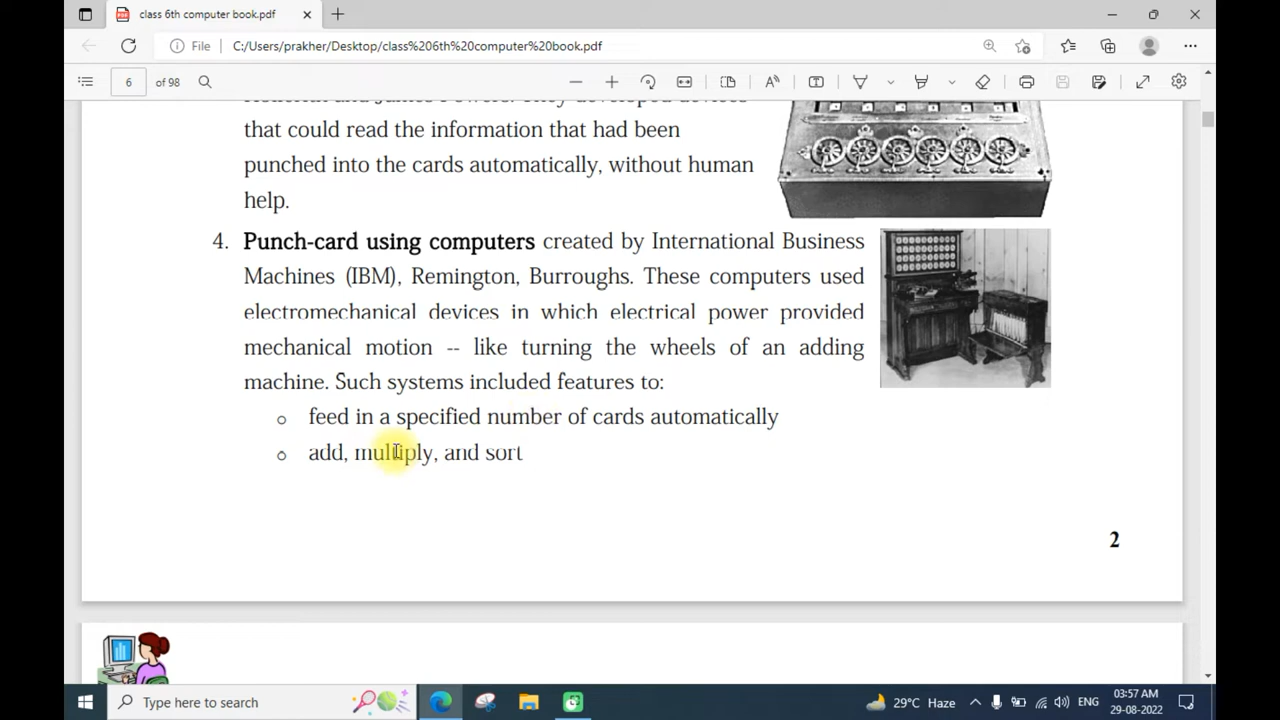 class 6th computer book.pdf
File
C:/Users/prakher/Desktop/class%206th%20computer%20book.pdf
6 of 98
that could read the information that had been
punched into the cards automatically, without human
help.
4. Punch-card using computers created by International Business
Machines (IBM), Remington, Burroughs. These computers used
electromechanical devices in which electrical power provided
mechanical motion -- like turning the wheels of an adding
machine. Such systems included features to:
o feed in a specified number of cards automatically
o add, multiply, and sort
2
Type here to search
29°C Haze
ENG
03:57 AM
29-08-2022